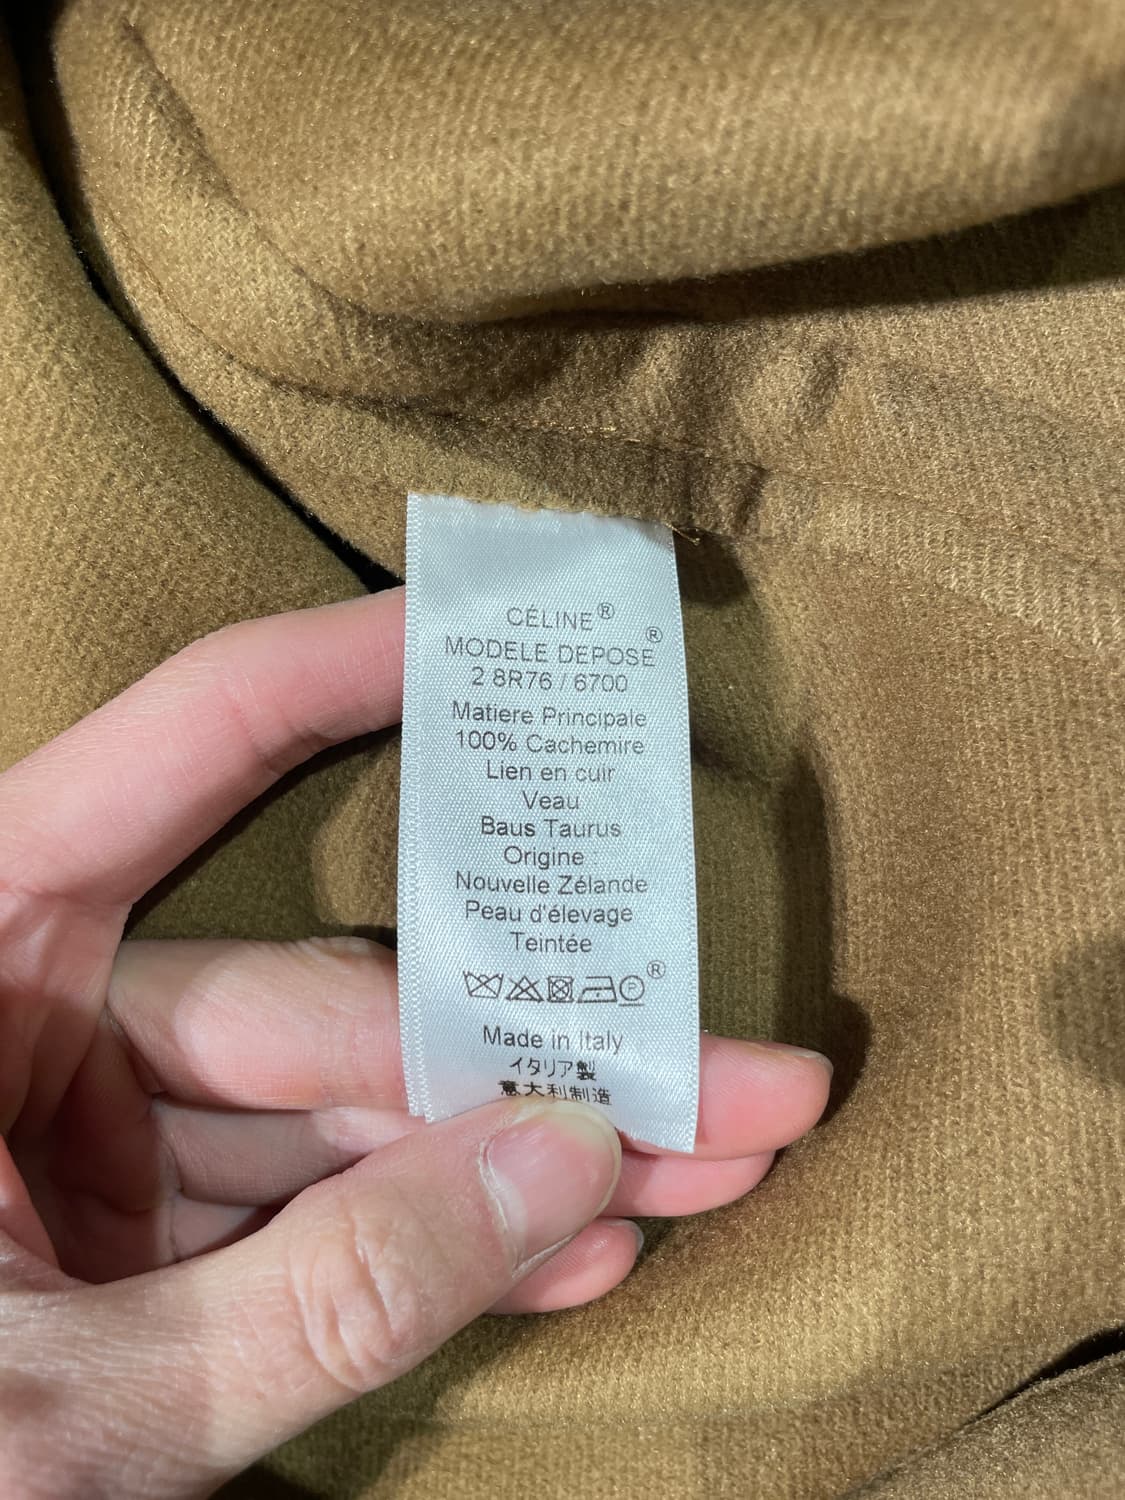 CÉLINE®
®
MODELE DEPOSE
2 8R76 / 6700
Matiere Principale
100% Cachemire
Lien en cuir
Veau
Baus Taurus
Origine :
Nouvelle Zélande
Peau d'élevage
Teintée
P ®
Made in Italy
イタリア製
意大利制造